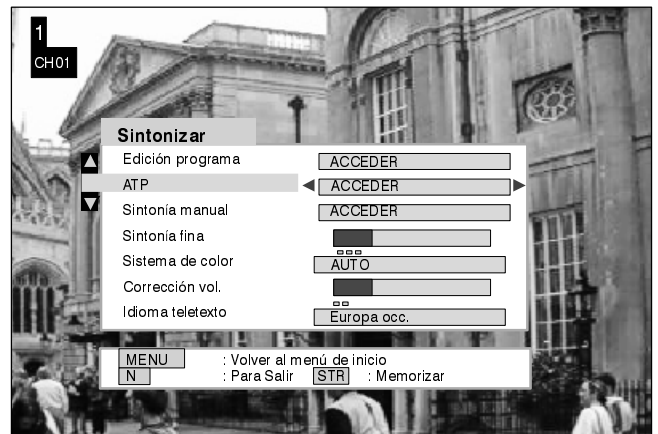 1
CH01
Sintonizar
Edición programa ACCEDER
ATP ACCEDER
Sintonía manual ACCEDER
Sintonía fina
Sistema de color AUTO
Corrección vol.
Idioma teletexto Europa occ.
MENU : Volver al menú de inicio
N : Para Salir STR : Memorizar